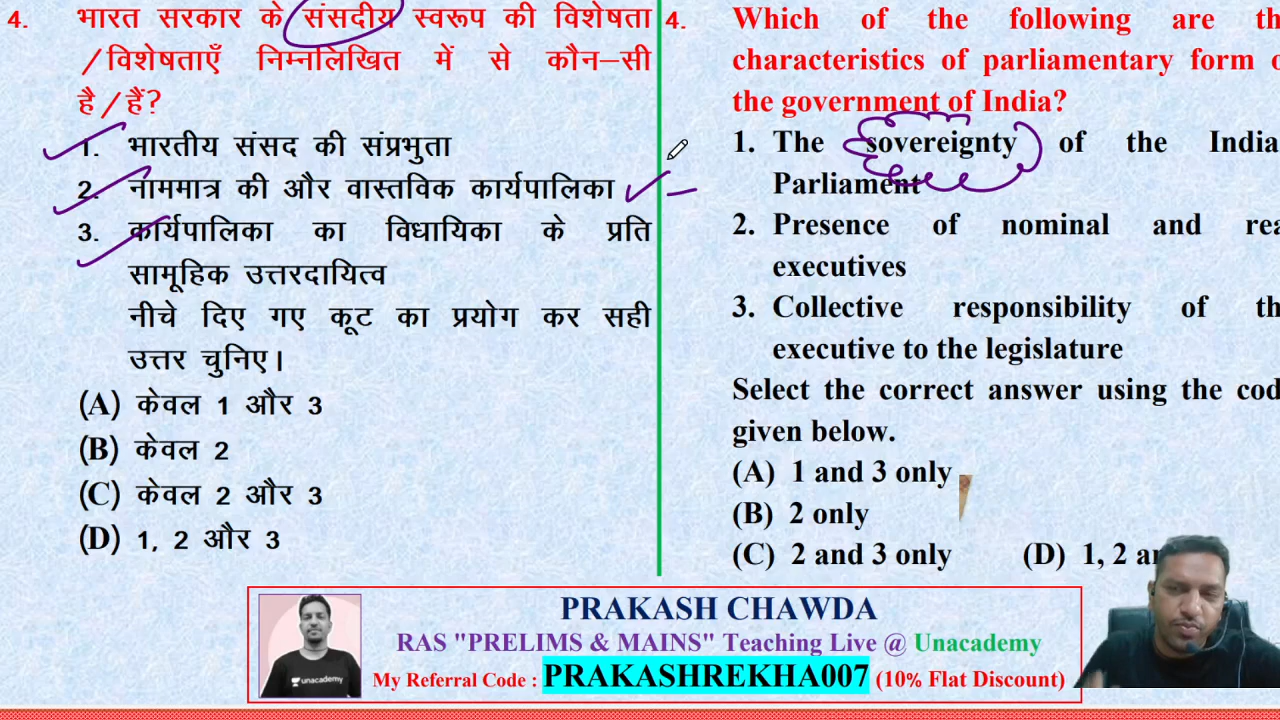 4. भारत सरकार के संसदीय स्वरूप की विशेषता
/विशेषताएँ निम्नलिखित में से कौन–सी
है/हैं?
1. भारतीय संसद की संप्रभुता
2. नाममात्र की और वास्तविक कार्यपालिका
3. कार्यपालिका का विधायिका के प्रति
सामूहिक उत्तरदायित्व
नीचे दिए गए कूट का प्रयोग कर सही
उत्तर चुनिए।
(A) केवल 1 और 3
(B) केवल 2
(C) केवल 2 और 3
(D) 1, 2 और 3
4. Which of the following are th
characteristics of parliamentary form o
the government of India?
1. The sovereignty of the India
Parliament
2. Presence of nominal and rea
executives
3. Collective responsibility of th
executive to the legislature
Select the correct answer using the cod
given below.
(A) 1 and 3 only
(B) 2 only
(C) 2 and 3 only (D) 1, 2 an
PRAKASH CHAWDA
RAS "PRELIMS & MAINS" Teaching Live @ Unacademy
My Referral Code : PRAKASHREKHA007 (10% Flat Discount)
unacademy